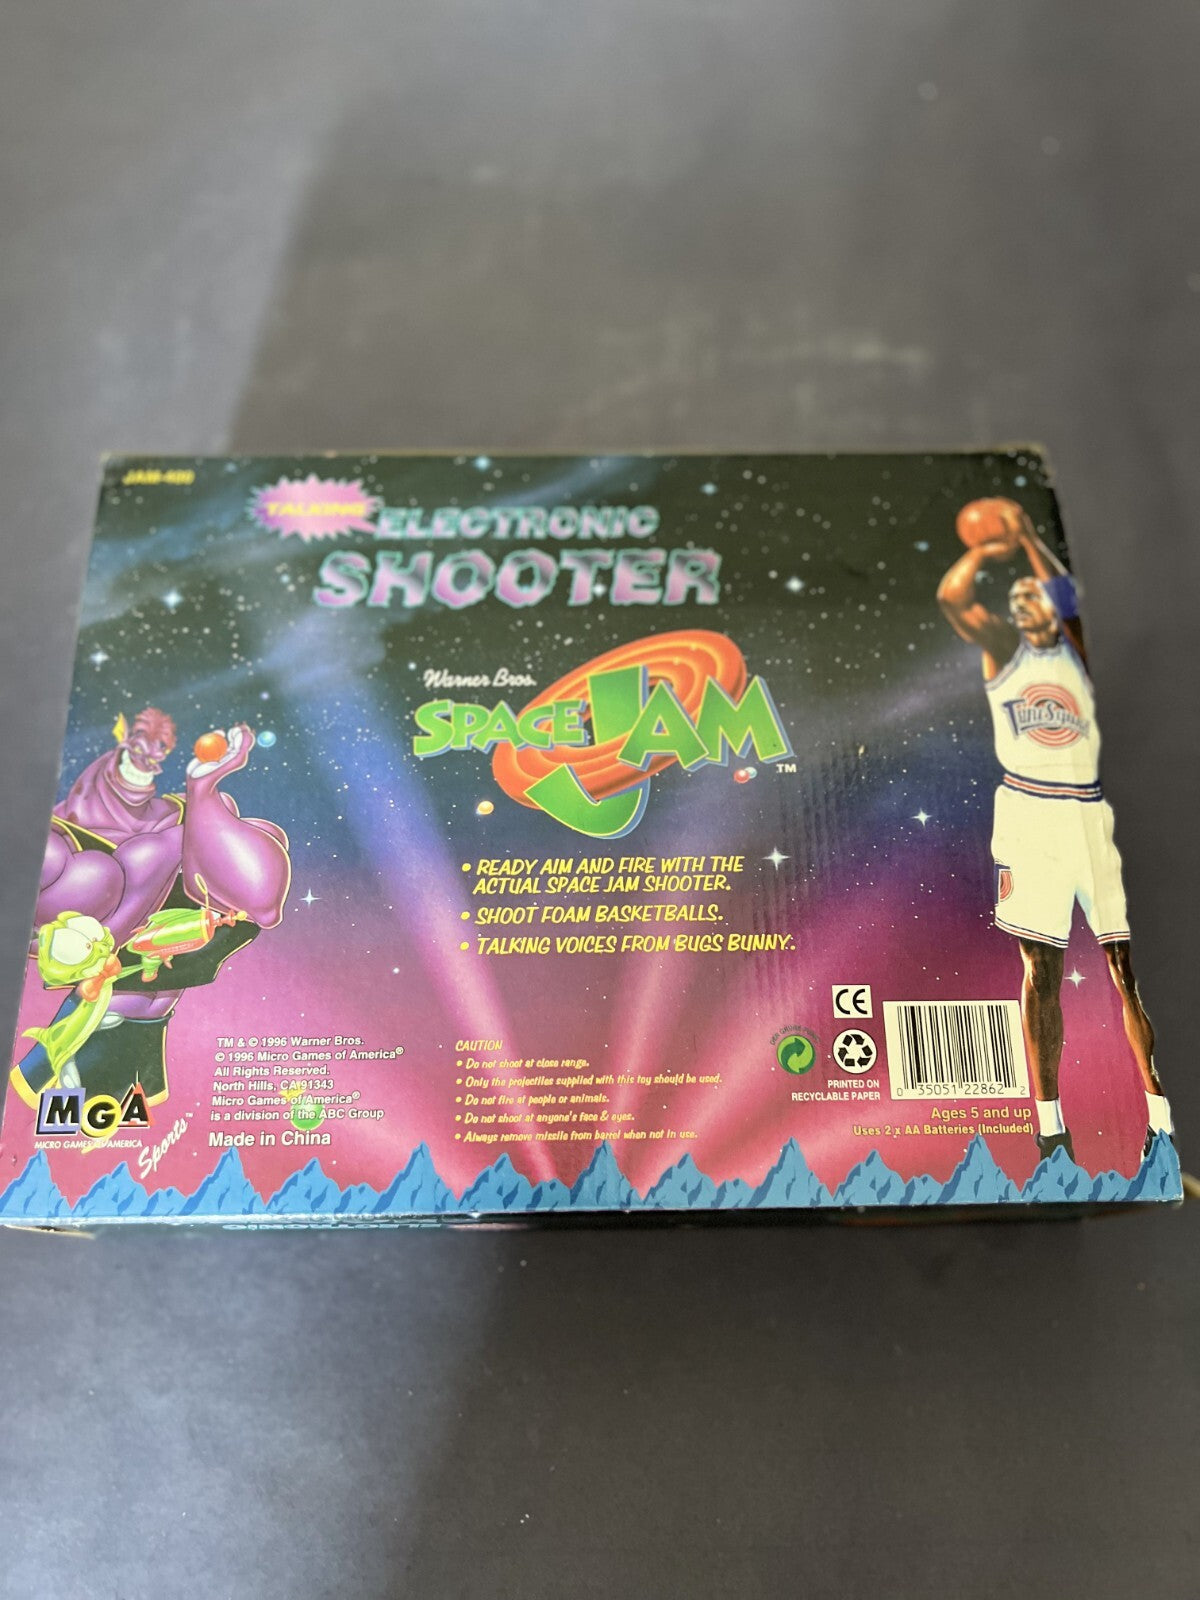 JAM-420
TALKING
ELECTRONIC
SHOOTER
Warner Bros.
SPACE JAM
TM
Tune Squad
• READY AIM AND FIRE WITH THE
ACTUAL SPACE JAM SHOOTER.
• SHOOT FOAM BASKETBALLS.
• TALKING VOICES FROM BUGS BUNNY.
TM & © 1996 Warner Bros.
© 1996 Micro Games of America®
All Rights Reserved.
North Hills, CA 91343
Micro Games of America®
is a division of the ABC Group
Made in China
MGA
MICRO GAMES OF AMERICA
Sports™
CAUTION
• Do not shoot at close range.
• Only the projectiles supplied with this toy should be used.
• Do not fire at people or animals.
• Do not shoot at anyone's face & eyes.
• Always remove missile from barrel when not in use.
CE
PRINTED ON
RECYCLABLE PAPER
0 35051 22862 2
Ages 5 and up
Uses 2 x AA Batteries (Included)